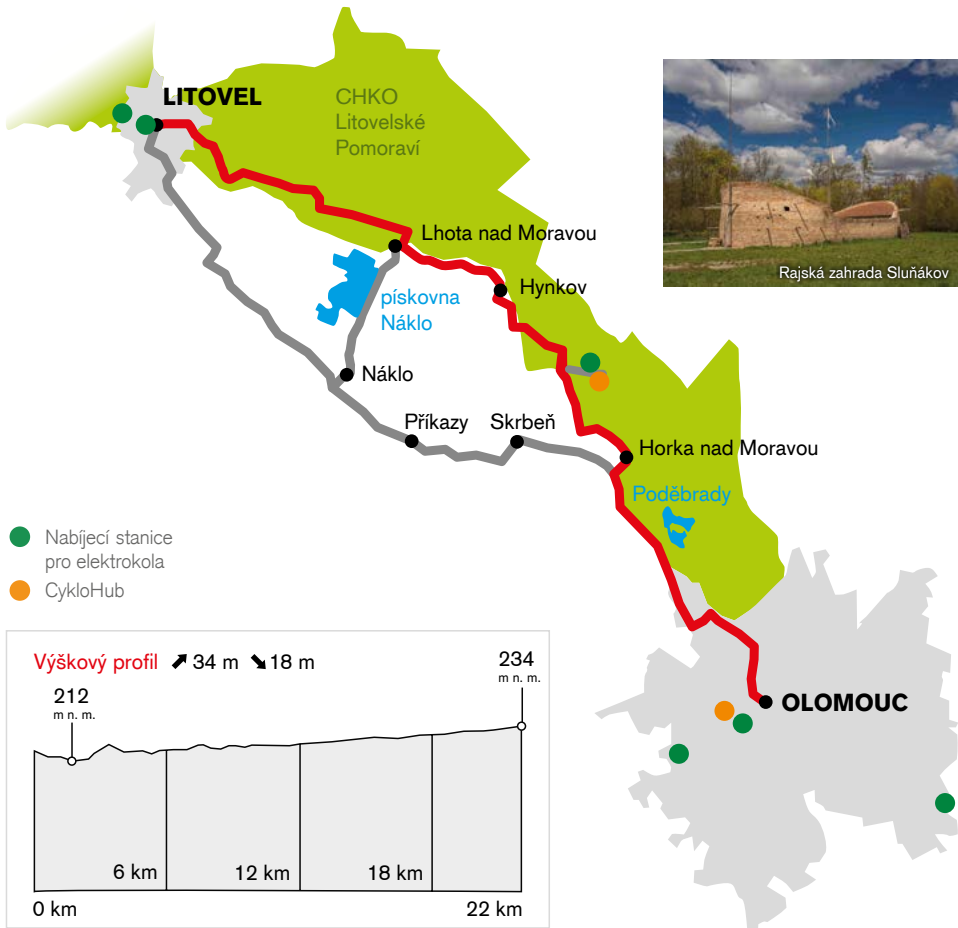 LITOVEL
CHKO
Litovelské
Pomoraví
Rajská zahrada Sluňákov
Lhota nad Moravou
Hynkov
pískovna
Náklo
Náklo
Příkazy
Skrbeň
Horka nad Moravou
Poděbrady
Nabíjecí stanice
pro elektrokola
CykloHub
OLOMOUC
Výškový profil ↗ 34 m ↘ 18 m
234
m n. m.
212
m n. m.
6 km
12 km
18 km
0 km
22 km